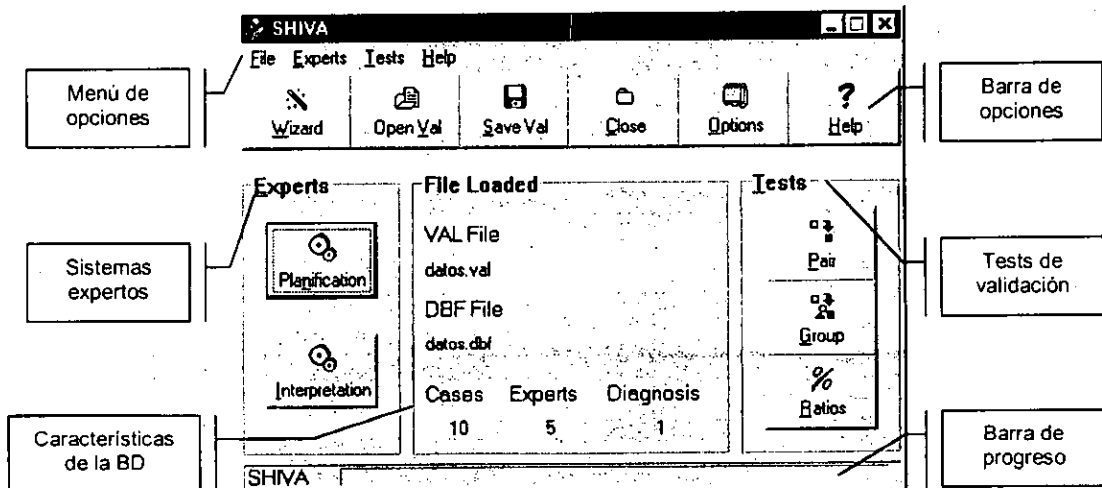 SHIVA
File Experts Tests Help
Menú de
opciones
Wizard
Open Val
Save Val
Close
Options
Help
Barra de
opciones
Experts
File Loaded
Tests
Sistemas
expertos
Planification
Interpretation
VAL File
datos.val
DBF File
datos.dbf
Cases Experts Diagnosis
10 5 1
Pair
Group
%
Ratios
Tests de
validación
Características
de la BD
Barra de
progreso
SHIVA